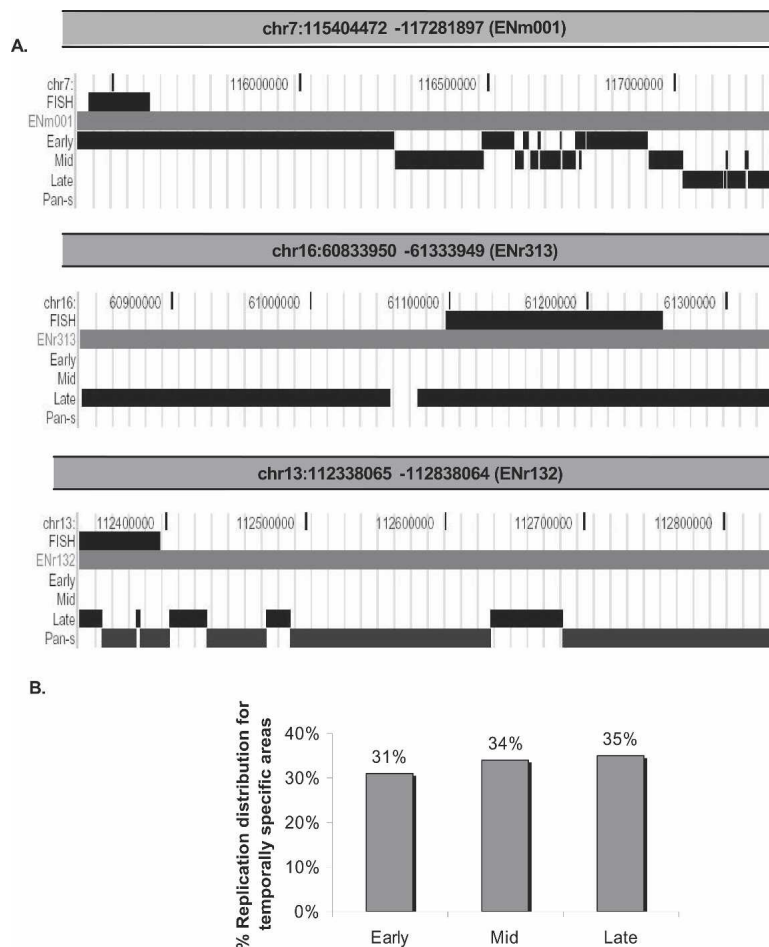 chr7:115404472 -117281897 (ENm001)
A.
chr7: 116000000 116500000 117000000
FISH
ENm001
Early
Mid
Late
Pan-s
chr16:60833950 -61333949 (ENr313)
chr16: 60900000 61000000 61100000 61200000 61300000
FISH
ENr313
Early
Mid
Late
Pan-s
chr13:112338065 -112838064 (ENr132)
chr13: 112400000 112500000 112600000 112700000 112800000
FISH
ENr132
Early
Mid
Late
Pan-s
B.
% Replication distribution for
temporally specific areas
40%
30%
20%
10%
0%
31%
34%
35%
Early
Mid
Late